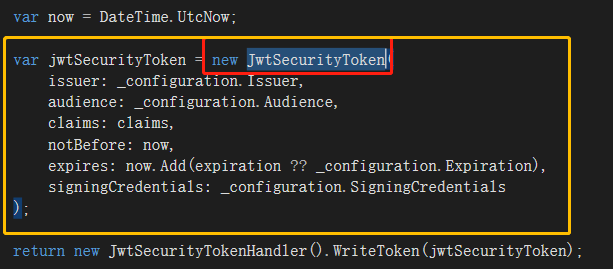 var now = DateTime.UtcNow;
var jwtSecurityToken = new JwtSecurityToken(
issuer: _configuration.Issuer,
audience: _configuration.Audience,
claims: claims,
notBefore: now,
expires: now.Add(expiration ?? _configuration.Expiration),
signingCredentials: _configuration.SigningCredentials
);
return new JwtSecurityTokenHandler().WriteToken(jwtSecurityToken);